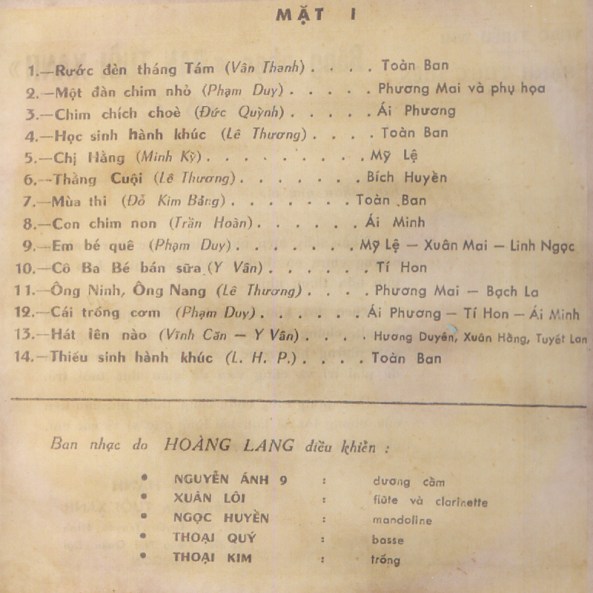 MẶT I
1.—Rước đèn tháng Tám (Vân Thanh) . . . . Toàn Ban
2.—Một đàn chim nhỏ (Phạm Duy) . . . . . Phương Mai và phụ họa
3.—Chim chích choè (Đức Quỳnh) . . . . . Ái Phương
4.—Học sinh hành khúc (Lê Thương) . . . . Toàn Ban
5.—Chị Hằng (Minh Kỳ) . . . . . . . . . Mỹ Lệ
6.—Thằng Cuội (Lê Thương) . . . . . . . Bích Huyền
7.—Mùa thi (Đỗ Kim Bảng) . . . . . . . Toàn Ban
8.—Con chim non (Trần Hoàn) . . . . . . Ái Minh
9.—Em bé quê (Phạm Duy) . . . . . . . Mỹ Lệ — Xuân Mai — Linh Ngọc
10.—Cô Ba Bé bán sữa (Y Vân) . . . . . . Tí Hon
11.—Ông Ninh, Ông Nang (Lê Thương) . . . . Phương Mai — Bạch La
12.—Cái trống cơm (Phạm Duy) . . . . . Ái Phương — Tí Hon — Ái Minh
13.—Hát lên nào (Vĩnh Căn — Y Vân) . . . . Hương Duyên, Xuân Hằng, Tuyết Lan
14.—Thiếu sinh hành khúc (L. H. P.) . . . . Toàn Ban
Ban nhạc do HOÀNG LANG điều khiển :
• NGUYỄN ÁNH 9 : dương cầm
• XUÂN LÔI : flûte và clarinette
• NGỌC HUYỀN : mandoline
• THOẠI QUÝ : basse
• THOẠI KIM : trống